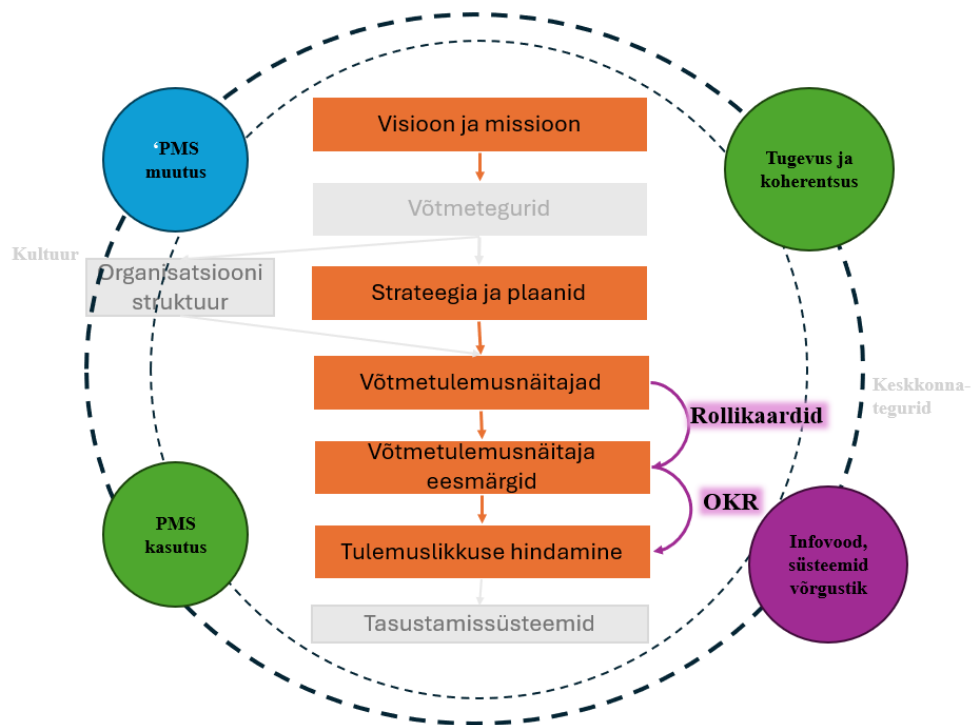 Visioon ja missioon
‘PMS
muutus
Tugevus ja
koherentsus
Võtmetegurid
Kultuur
Organisatsiooni
struktuur
Strateegia ja plaanid
Võtmetulemusnäitajad
Keskkonna-
tegurid
Rollikaardid
Võtmetulemusnäitaja
eesmärgid
OKR
PMS
kasutus
Tulemuslikkuse hindamine
Infovood,
süsteemid
võrgustik
Tasustamissüsteemid